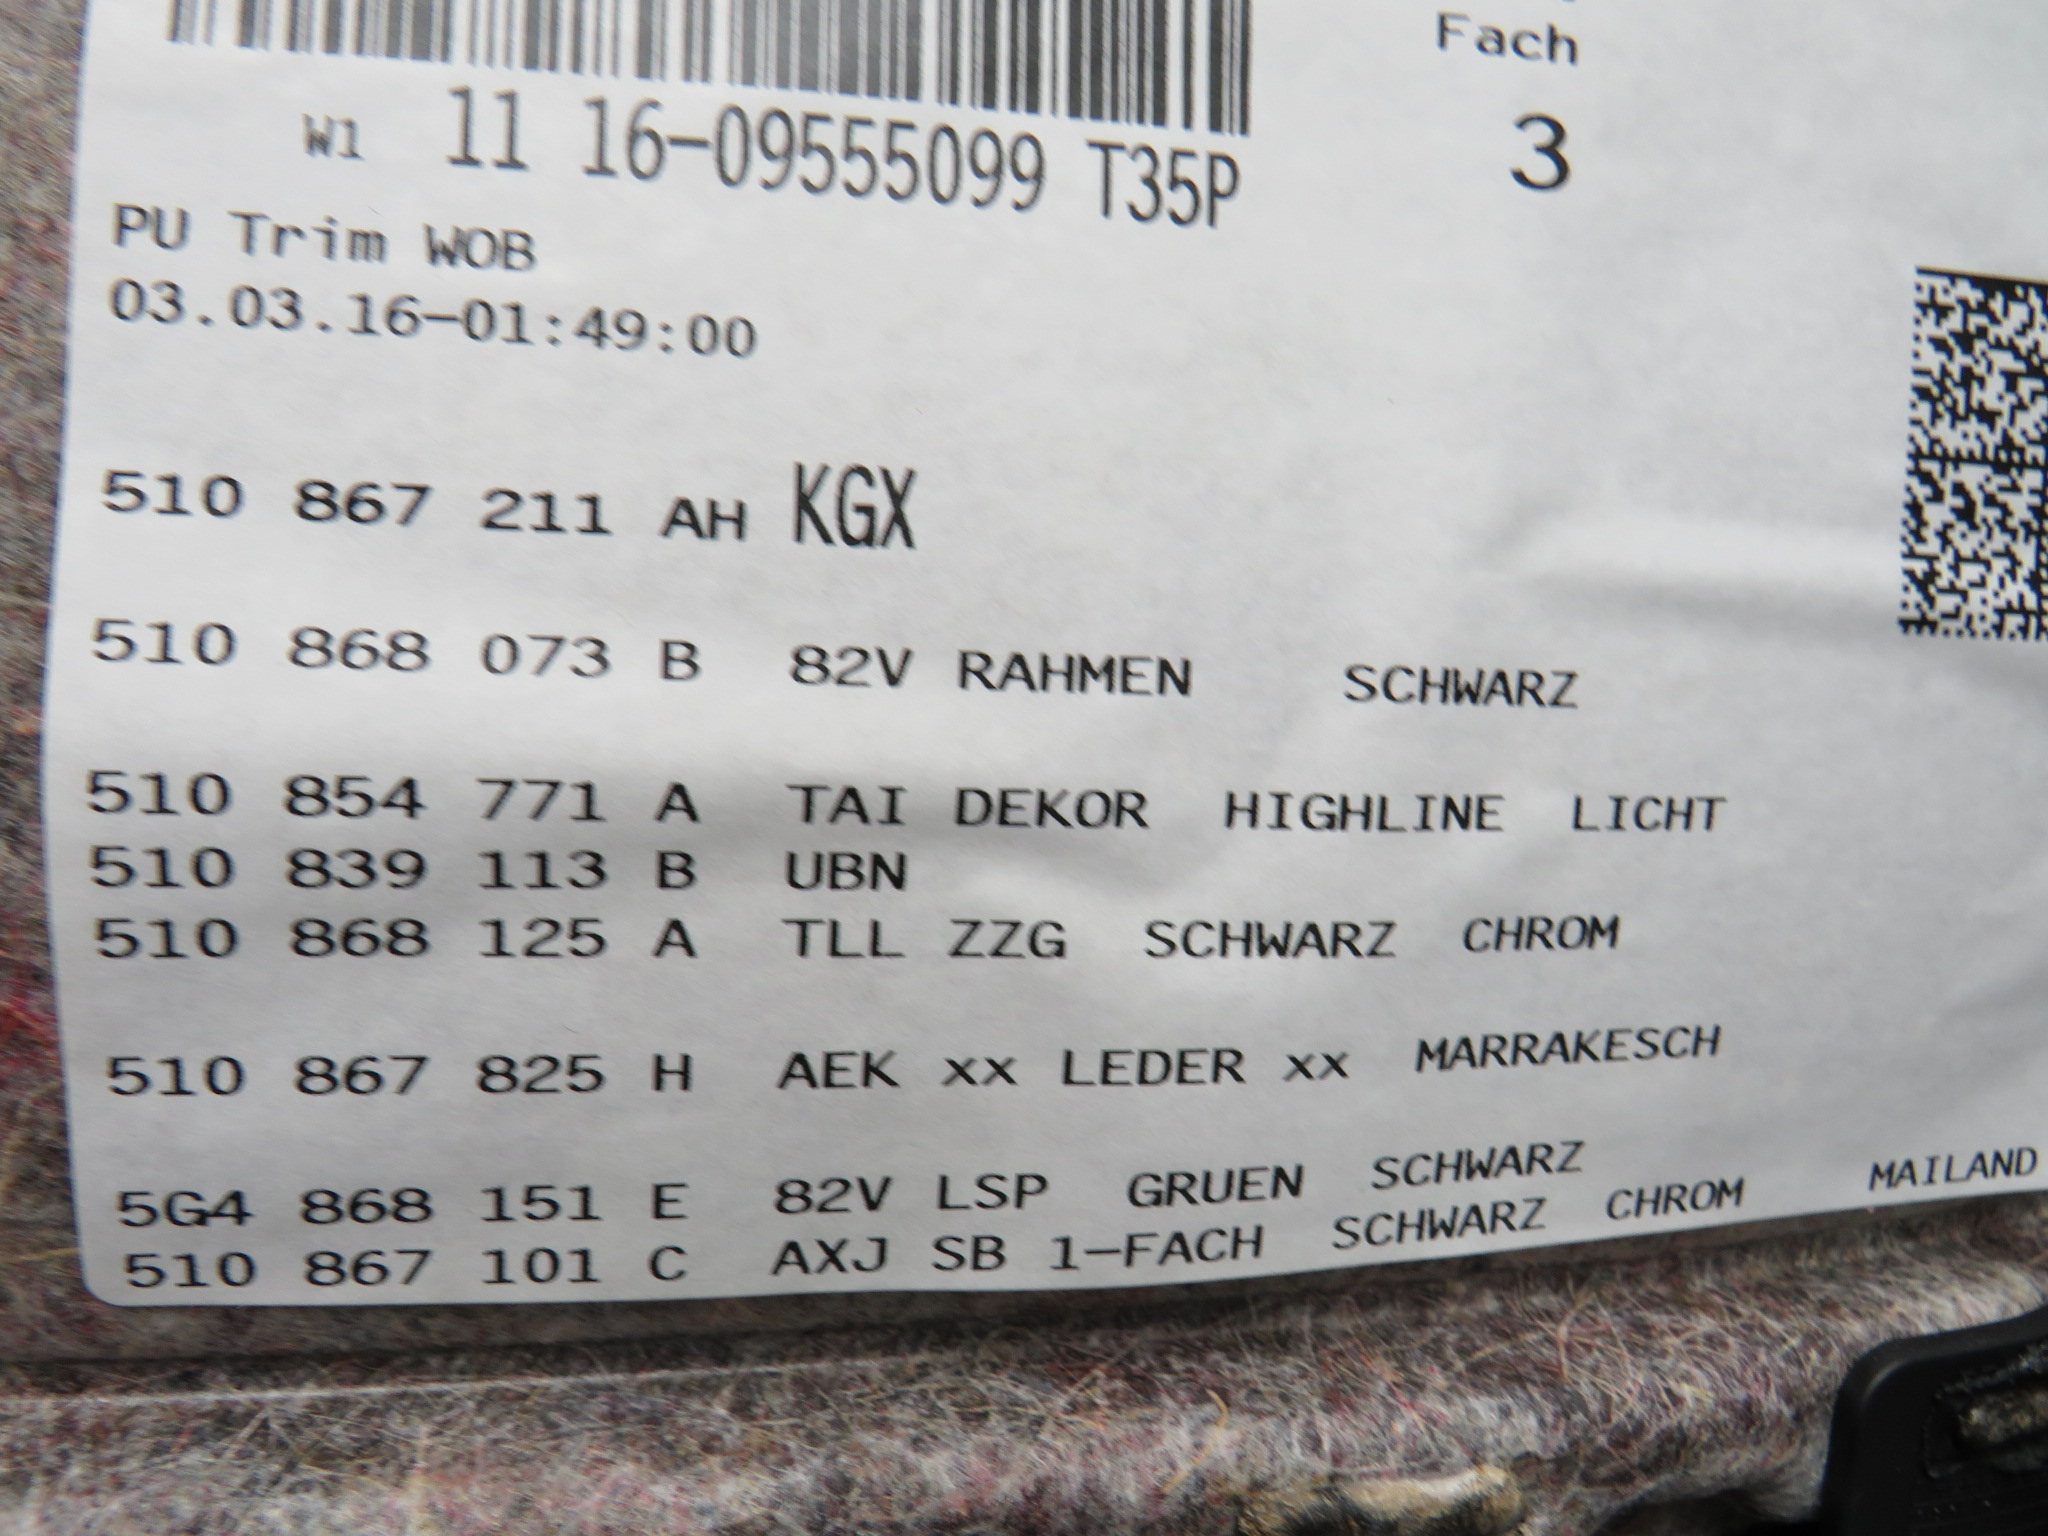 Fach
W1 11 16-09555099 T35P
3
PU Trim WOB
03.03.16-01:49:00
510 867 211 AH KGX
510 868 073 B 82V RAHMEN SCHWARZ
510 854 771 A TAI DEKOR HIGHLINE LICHT
510 839 113 B UBN
510 868 125 A TLL ZZG SCHWARZ CHROM
510 867 825 H AEK xx LEDER xx MARRAKESCH
5G4 868 151 E 82V LSP GRUEN SCHWARZ
510 867 101 C AXJ SB 1-FACH SCHWARZ CHROM MAILAND